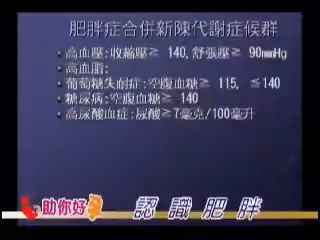 肥胖症合併新陳代謝症候群
• 高血壓:收縮壓≧ 140,舒張壓≧ 90mmHg
• 高血脂:
• 葡萄糖失耐症:空腹血糖≧ 115, ≦140
• 糖尿病:空腹血糖≧ 140
• 高尿酸血症:尿酸≧7毫克/100毫升
助你好
認識肥胖